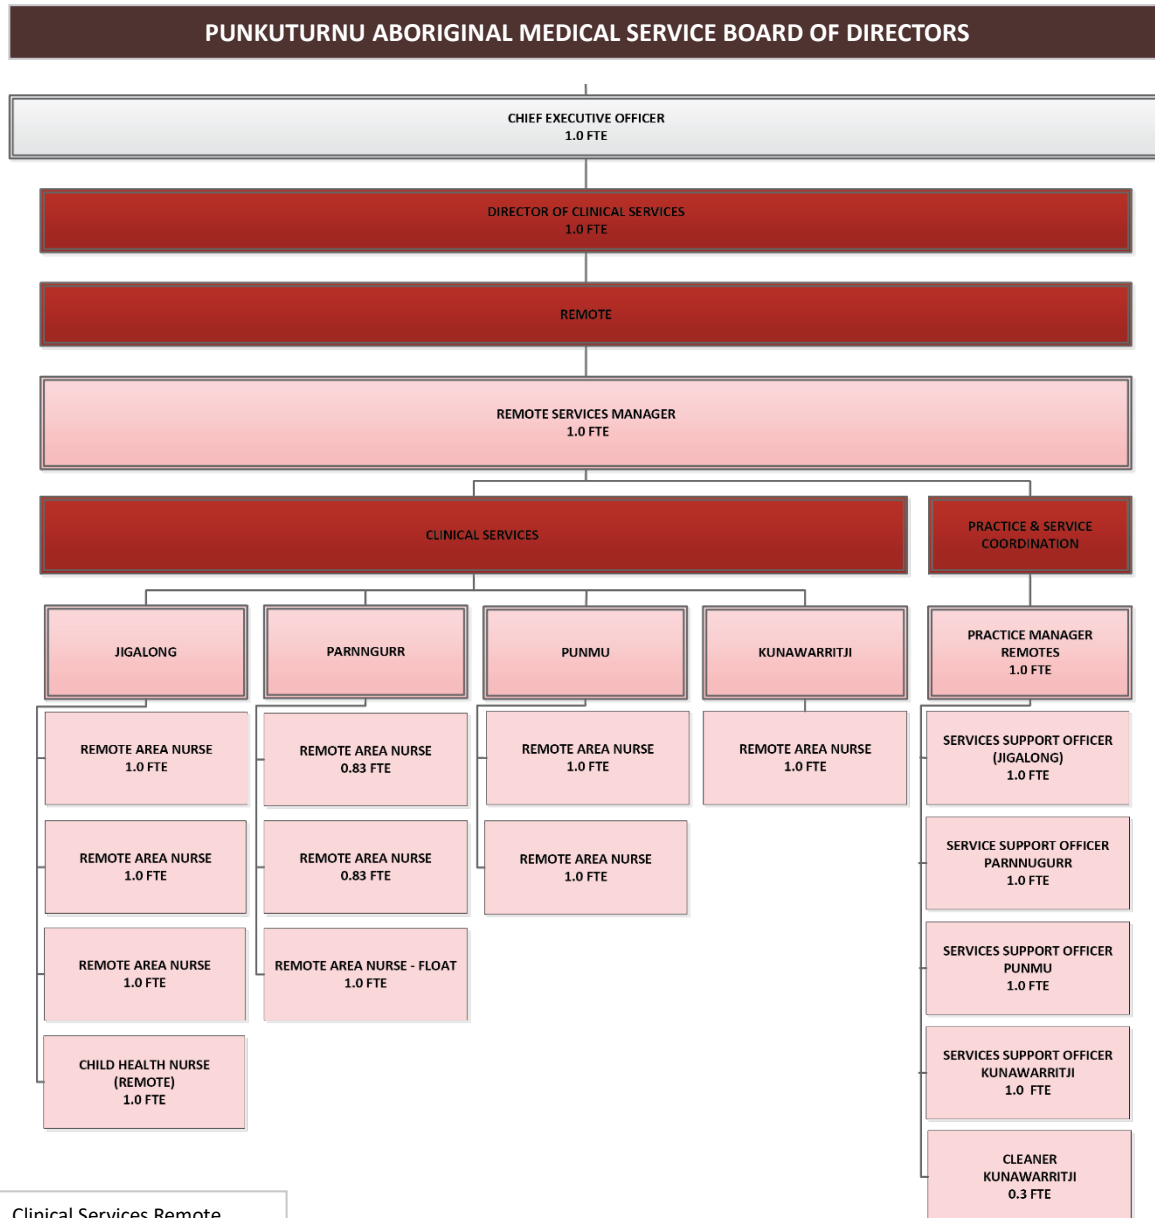 PUNKUTURNU ABORIGINAL MEDICAL SERVICE BOARD OF DIRECTORS
CHIEF EXECUTIVE OFFICER
1.0 FTE
DIRECTOR OF CLINICAL SERVICES
1.0 FTE
REMOTE
REMOTE SERVICES MANAGER
1.0 FTE
CLINICAL SERVICES
PRACTICE & SERVICE
COORDINATION
JIGALONG
REMOTE AREA NURSE
1.0 FTE
REMOTE AREA NURSE
1.0 FTE
REMOTE AREA NURSE
1.0 FTE
CHILD HEALTH NURSE
(REMOTE)
1.0 FTE
PARNNGURR
REMOTE AREA NURSE
0.83 FTE
REMOTE AREA NURSE
0.83 FTE
REMOTE AREA NURSE - FLOAT
1.0 FTE
PUNMU
REMOTE AREA NURSE
1.0 FTE
REMOTE AREA NURSE
1.0 FTE
KUNAWARRITJI
REMOTE AREA NURSE
1.0 FTE
PRACTICE MANAGER
REMOTES
1.0 FTE
SERVICES SUPPORT OFFICER
(JIGALONG)
1.0 FTE
SERVICE SUPPORT OFFICER
PARNNUGURR
1.0 FTE
SERVICES SUPPORT OFFICER
PUNMU
1.0 FTE
SERVICES SUPPORT OFFICER
KUNAWARRITJI
1.0 FTE
CLEANER
KUNAWARRITJI
0.3 FTE
Clinical Services Remote